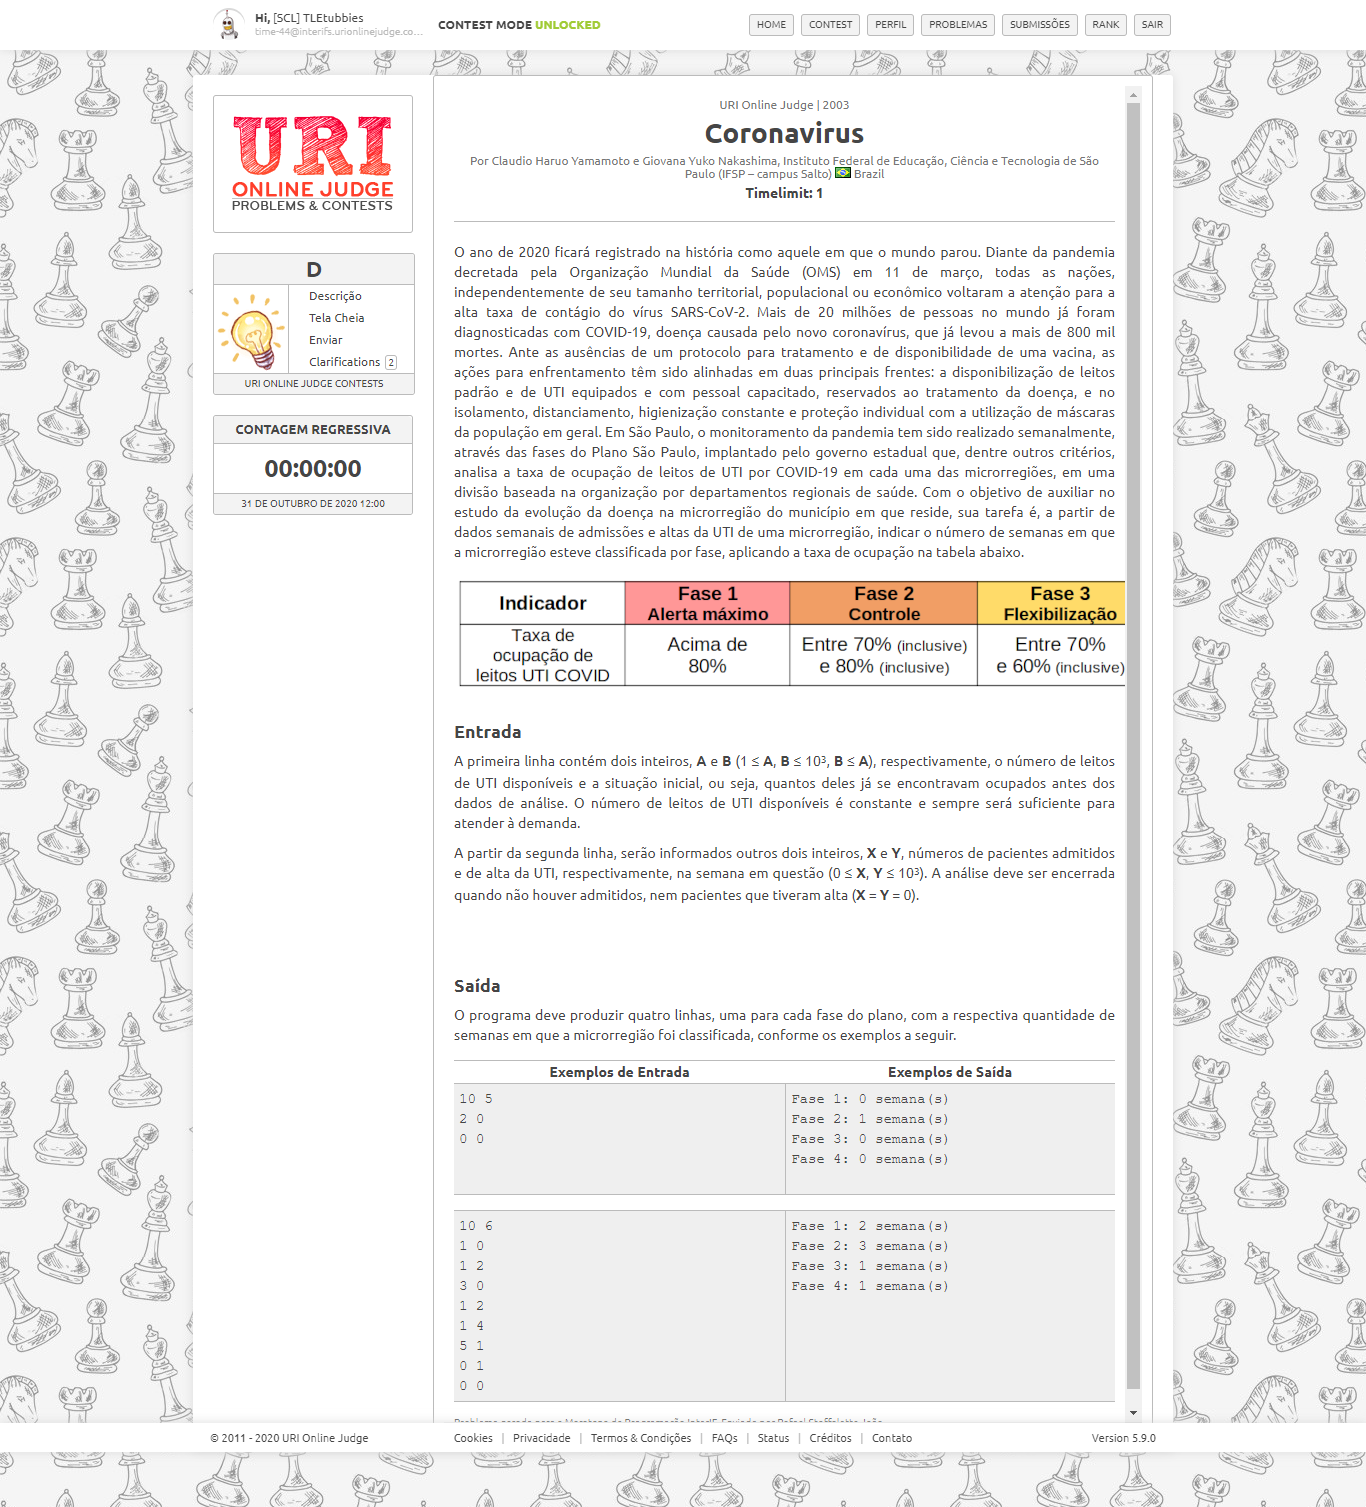 Hi, [SCL] TLEtubbies
time-44@interifs.urionlinejudge.co...
CONTEST MODE UNLOCKED
HOME CONTEST PERFIL PROBLEMAS SUBMISSÕES RANK SAIR
URI
ONLINE JUDGE
PROBLEMS & CONTESTS
D
Descrição
Tela Cheia
Enviar
Clarifications 2
URI ONLINE JUDGE CONTESTS
CONTAGEM REGRESSIVA
00:00:00
31 DE OUTUBRO DE 2020 12:00
URI Online Judge | 2003
Coronavirus
Por Claudio Haruo Yamamoto e Giovana Yuko Nakashima, Instituto Federal de Educação, Ciência e Tecnologia de São
Paulo (IFSP – campus Salto) Brazil
Timelimit: 1
O ano de 2020 ficará registrado na história como aquele em que o mundo parou. Diante da pandemia
decretada pela Organização Mundial da Saúde (OMS) em 11 de março, todas as nações,
independentemente de seu tamanho territorial, populacional ou econômico voltaram a atenção para a
alta taxa de contágio do vírus SARS-CoV-2. Mais de 20 milhões de pessoas no mundo já foram
diagnosticadas com COVID-19, doença causada pelo novo coronavírus, que já levou a mais de 800 mil
mortes. Ante as ausências de um protocolo para tratamento e de disponibilidade de uma vacina, as
ações para enfrentamento têm sido alinhadas em duas principais frentes: a disponibilização de leitos
padrão e de UTI equipados e com pessoal capacitado, reservados ao tratamento da doença, e no
isolamento, distanciamento, higienização constante e proteção individual com a utilização de máscaras
da população em geral. Em São Paulo, o monitoramento da pandemia tem sido realizado semanalmente,
através das fases do Plano São Paulo, implantado pelo governo estadual que, dentre outros critérios,
analisa a taxa de ocupação de leitos de UTI por COVID-19 em cada uma das microrregiões, em uma
divisão baseada na organização por departamentos regionais de saúde. Com o objetivo de auxiliar no
estudo da evolução da doença na microrregião do município em que reside, sua tarefa é, a partir de
dados semanais de admissões e altas da UTI de uma microrregião, indicar o número de semanas em que
a microrregião esteve classificada por fase, aplicando a taxa de ocupação na tabela abaixo.
Indicador
Fase 1
Alerta máximo
Fase 2
Controle
Fase 3
Flexibilização
Taxa de
ocupação de
leitos UTI COVID
Acima de
80%
Entre 70% (inclusive)
e 80% (inclusive)
Entre 70%
e 60% (inclusive)
Entrada
A primeira linha contém dois inteiros, A e B (1 ≤ A, B ≤ 10³, B ≤ A), respectivamente, o número de leitos
de UTI disponíveis e a situação inicial, ou seja, quantos deles já se encontravam ocupados antes dos
dados de análise. O número de leitos de UTI disponíveis é constante e sempre será suficiente para
atender à demanda.
A partir da segunda linha, serão informados outros dois inteiros, X e Y, números de pacientes admitidos
e de alta da UTI, respectivamente, na semana em questão (0 ≤ X, Y ≤ 10³). A análise deve ser encerrada
quando não houver admitidos, nem pacientes que tiveram alta (X = Y = 0).
Saída
O programa deve produzir quatro linhas, uma para cada fase do plano, com a respectiva quantidade de
semanas em que a microrregião foi classificada, conforme os exemplos a seguir.
Exemplos de Entrada
Exemplos de Saída
10 5
2 0
0 0
Fase 1: 0 semana(s)
Fase 2: 1 semana(s)
Fase 3: 0 semana(s)
Fase 4: 0 semana(s)
10 6
1 0
1 2
3 0
1 2
1 4
5 1
0 1
0 0
Fase 1: 2 semana(s)
Fase 2: 3 semana(s)
Fase 3: 1 semana(s)
Fase 4: 1 semana(s)
© 2011 - 2020 URI Online Judge
Cookies | Privacidade | Termos & Condições | FAQs | Status | Créditos | Contato
Version 5.9.0